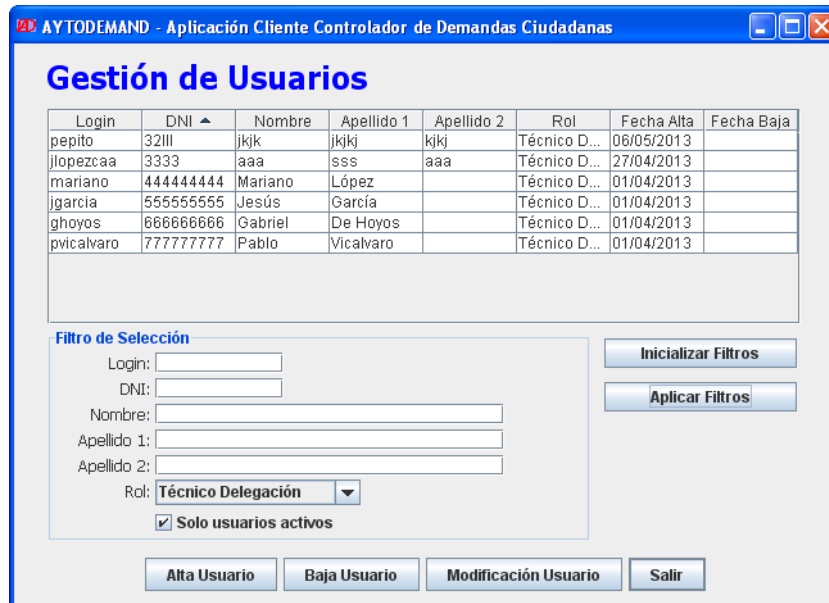 AYTODEMAND - Aplicación Cliente Controlador de Demandas Ciudadanas
Gestión de Usuarios
Login DNI Nombre Apellido 1 Apellido 2 Rol Fecha Alta Fecha Baja
pepito 32lll jkjk jkjkj kjkj Técnico D... 06/05/2013
jlopezcaa 3333 aaa sss aaa Técnico D... 27/04/2013
mariano 444444444 Mariano López Técnico D... 01/04/2013
jgarcia 555555555 Jesús García Técnico D... 01/04/2013
ghoyos 666666666 Gabriel De Hoyos Técnico D... 01/04/2013
pvicalvaro 777777777 Pablo Vicalvaro Técnico D... 01/04/2013
Filtro de Selección
Login:
DNI:
Nombre:
Apellido 1:
Apellido 2:
Rol: Técnico Delegación
Solo usuarios activos
Inicializar Filtros
Aplicar Filtros
Alta Usuario Baja Usuario Modificación Usuario Salir